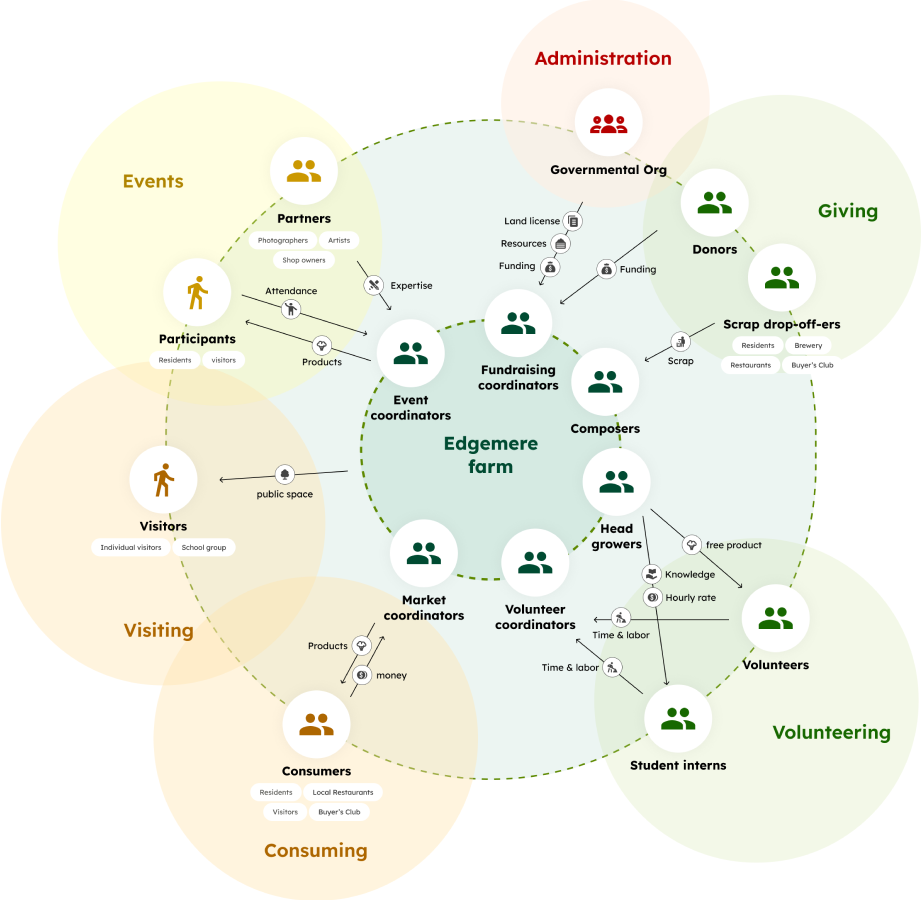 Administration
Governmental Org
Events
Partners
Photographers
Artists
Shop owners
Giving
Donors
Land license
Resources
Funding
Funding
Expertise
Attendance
Products
Participants
Residents
visitors
Scrap drop-off-ers
Residents
Brewery
Restaurants
Buyer's Club
Scrap
Event
coordinators
Fundraising
coordinators
Composers
Edgemere
farm
public space
Visitors
Individual visitors
School group
Head
growers
free product
Knowledge
Hourly rate
Market
coordinators
Volunteer
coordinators
Time & labor
Time & labor
Visiting
Products
money
Volunteers
Volunteering
Student interns
Consumers
Residents
Local Restaurants
Visitors
Buyer's Club
Consuming